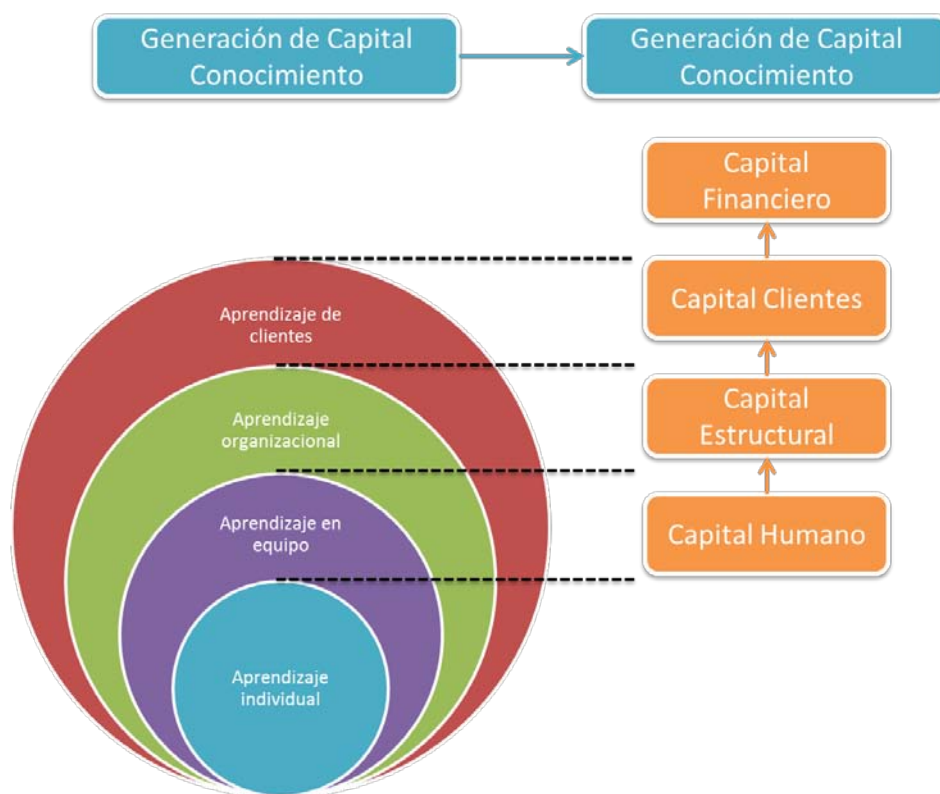 Generación de Capital
Conocimiento
Generación de Capital
Conocimiento
Capital
Financiero
Capital Clientes
Capital
Estructural
Capital Humano
Aprendizaje de
clientes
Aprendizaje
organizacional
Aprendizaje en
equipo
Aprendizaje
individual